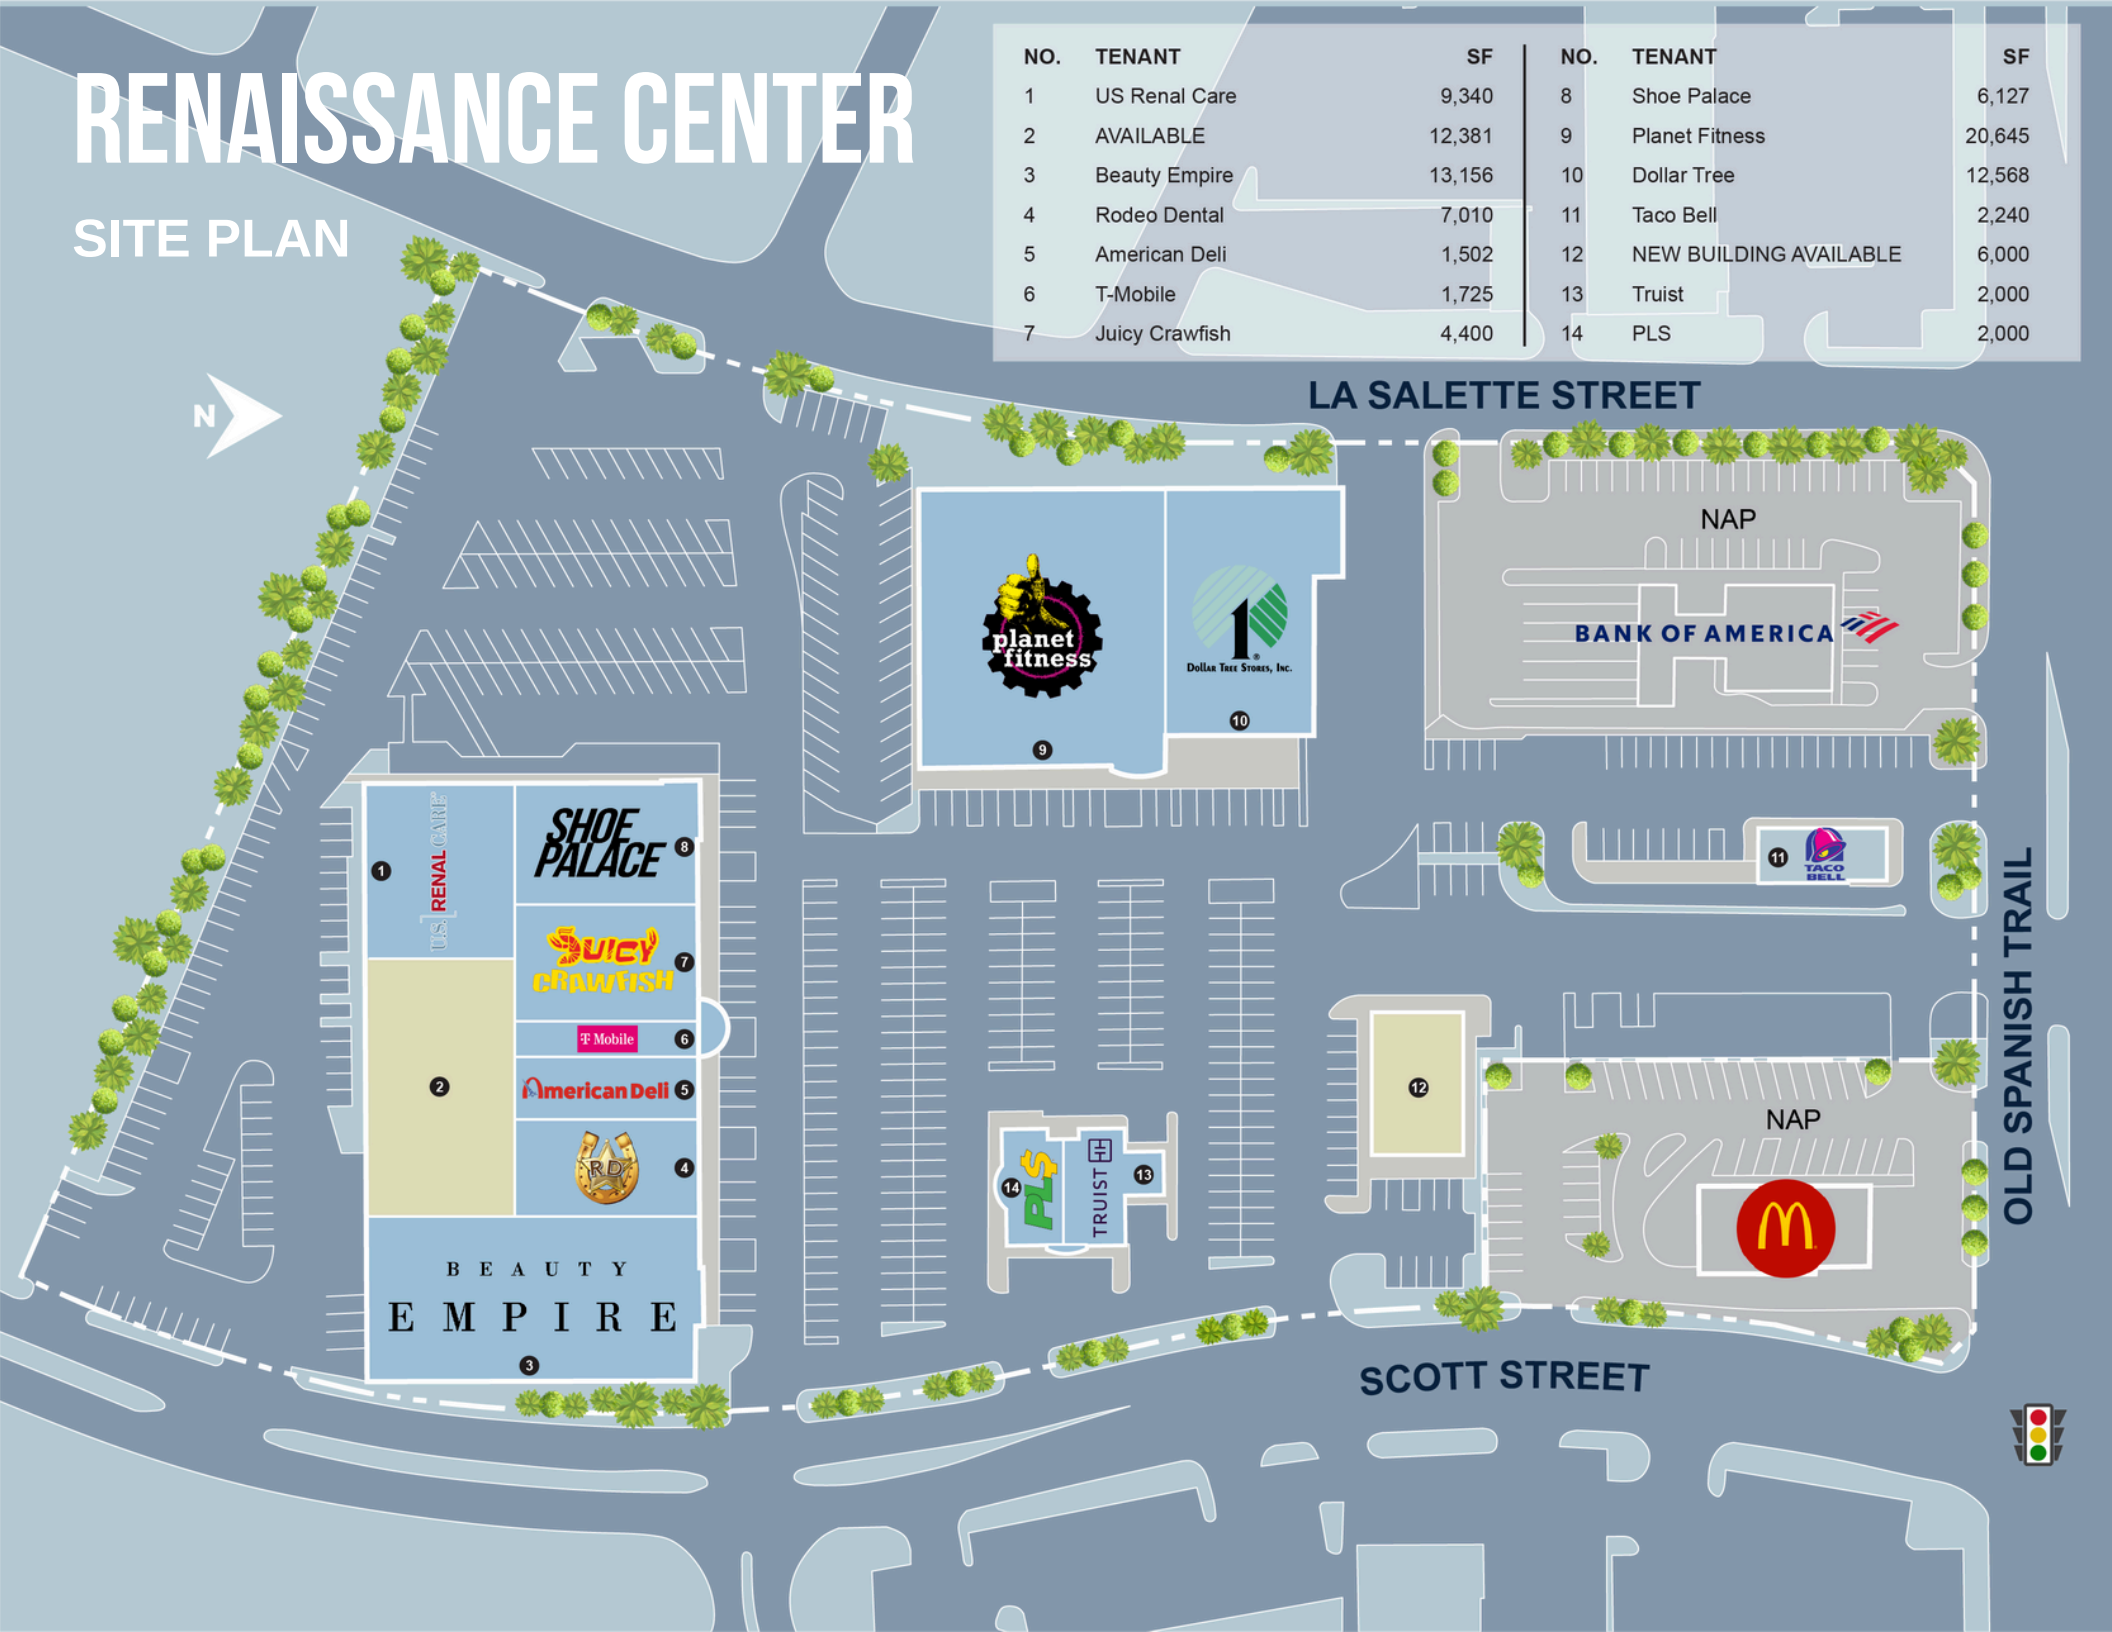 RENAISSANCE CENTER
SITE PLAN
N
NO. TENANT SF
1 US Renal Care 9,340
2 AVAILABLE 12,381
3 Beauty Empire 13,156
4 Rodeo Dental 7,010
5 American Deli 1,502
6 T-Mobile 1,725
7 Juicy Crawfish 4,400
NO. TENANT SF
8 Shoe Palace 6,127
9 Planet Fitness 20,645
10 Dollar Tree 12,568
11 Taco Bell 2,240
12 NEW BUILDING AVAILABLE 6,000
13 Truist 2,000
14 PLS 2,000
LA SALETTE STREET
NAP
BANK OF AMERICA
planet
fitness
9
1
DOLLAR TREE STORES, INC.
10
11
TACO
BELL
OLD SPANISH TRAIL
1
U.S. RENAL CARE
SHOE
PALACE
8
JUICY
CRAWFISH
7
T Mobile
6
American Deli
5
2
RD
4
BEAUTY
EMPIRE
3
14
PLS
TRUIST
13
12
NAP
M
SCOTT STREET